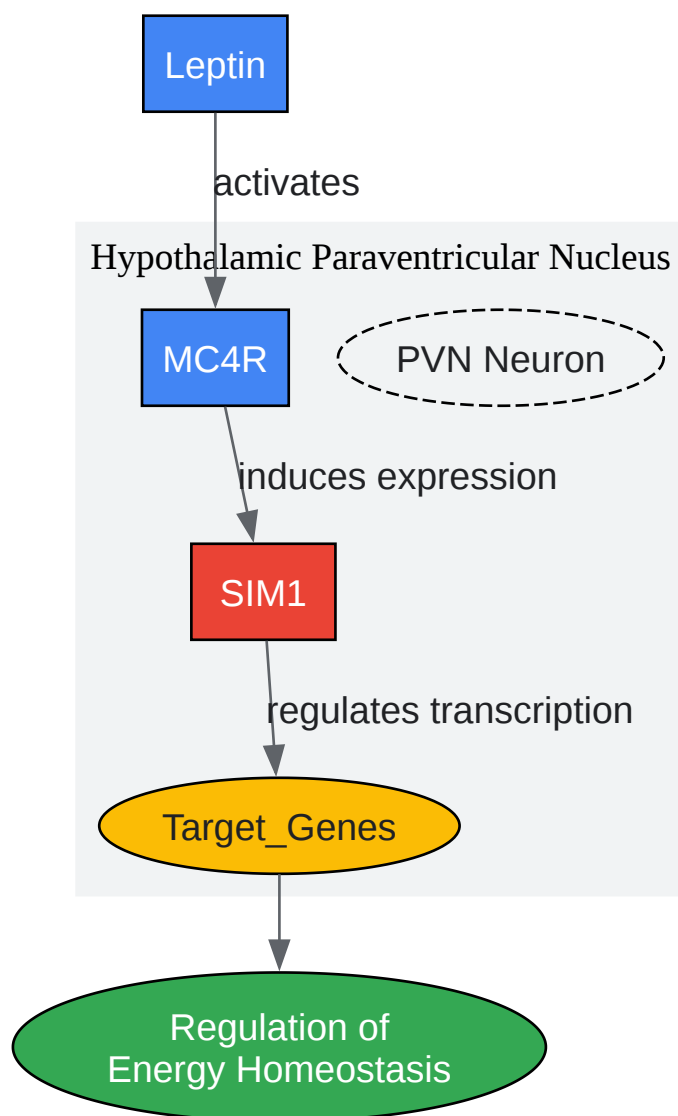 Leptin
activates
Hypothalamic Paraventricular Nucleus
MC4R
PVN Neuron
induces expression
SIM1
regulates transcription
Target_Genes
Regulation of
Energy Homeostasis